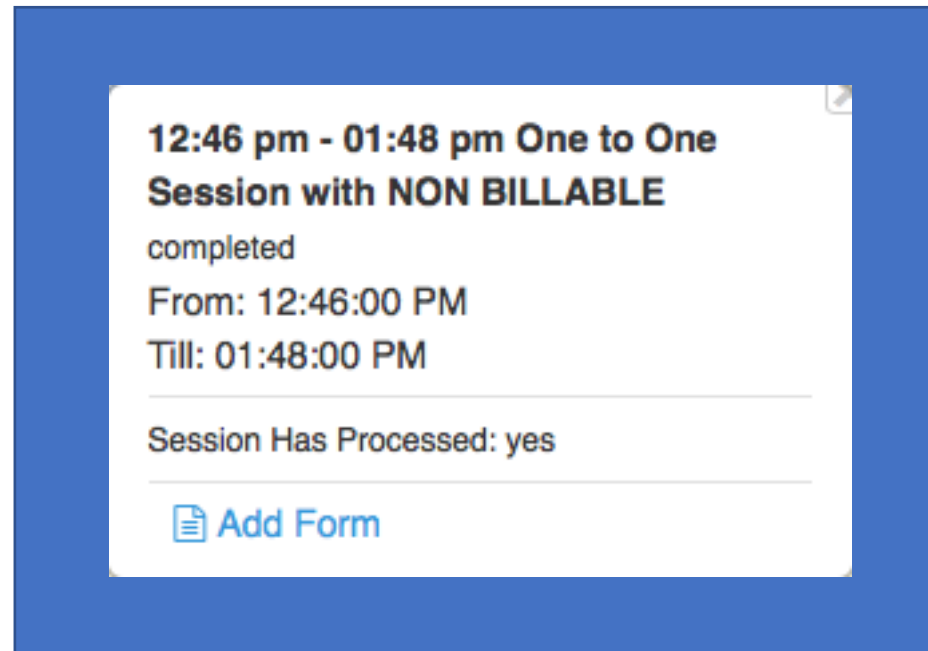 12:46 pm - 01:48 pm One to One
Session with NON BILLABLE
completed
From: 12:46:00 PM
Till: 01:48:00 PM
Session Has Processed: yes
Add Form